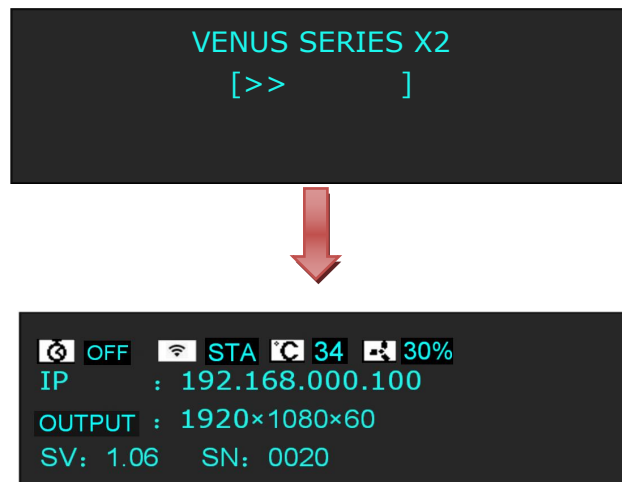 VENUS SERIES X2
[>> ]
OFF STA °C 34 30%
IP : 192.168.000.100
OUTPUT : 1920×1080×60
SV: 1.06 SN: 0020